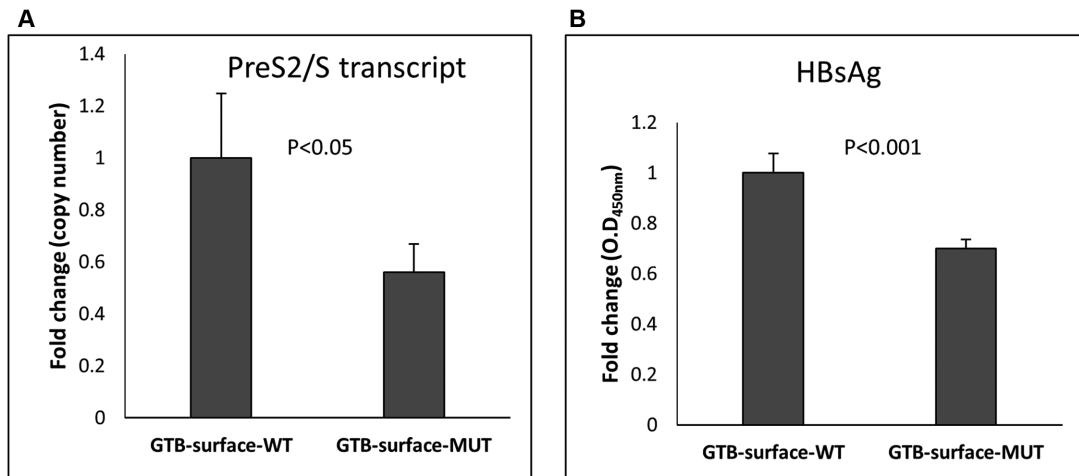 A
PreS2/S transcript
Fold change (copy number)
1.4
1.2
1
0.8
0.6
0.4
0.2
0
P<0.05
GTB-surface-WT
GTB-surface-MUT
B
HBsAg
Fold change (O.D450nm)
1.2
1
0.8
0.6
0.4
0.2
0
P<0.001
GTB-surface-WT
GTB-surface-MUT